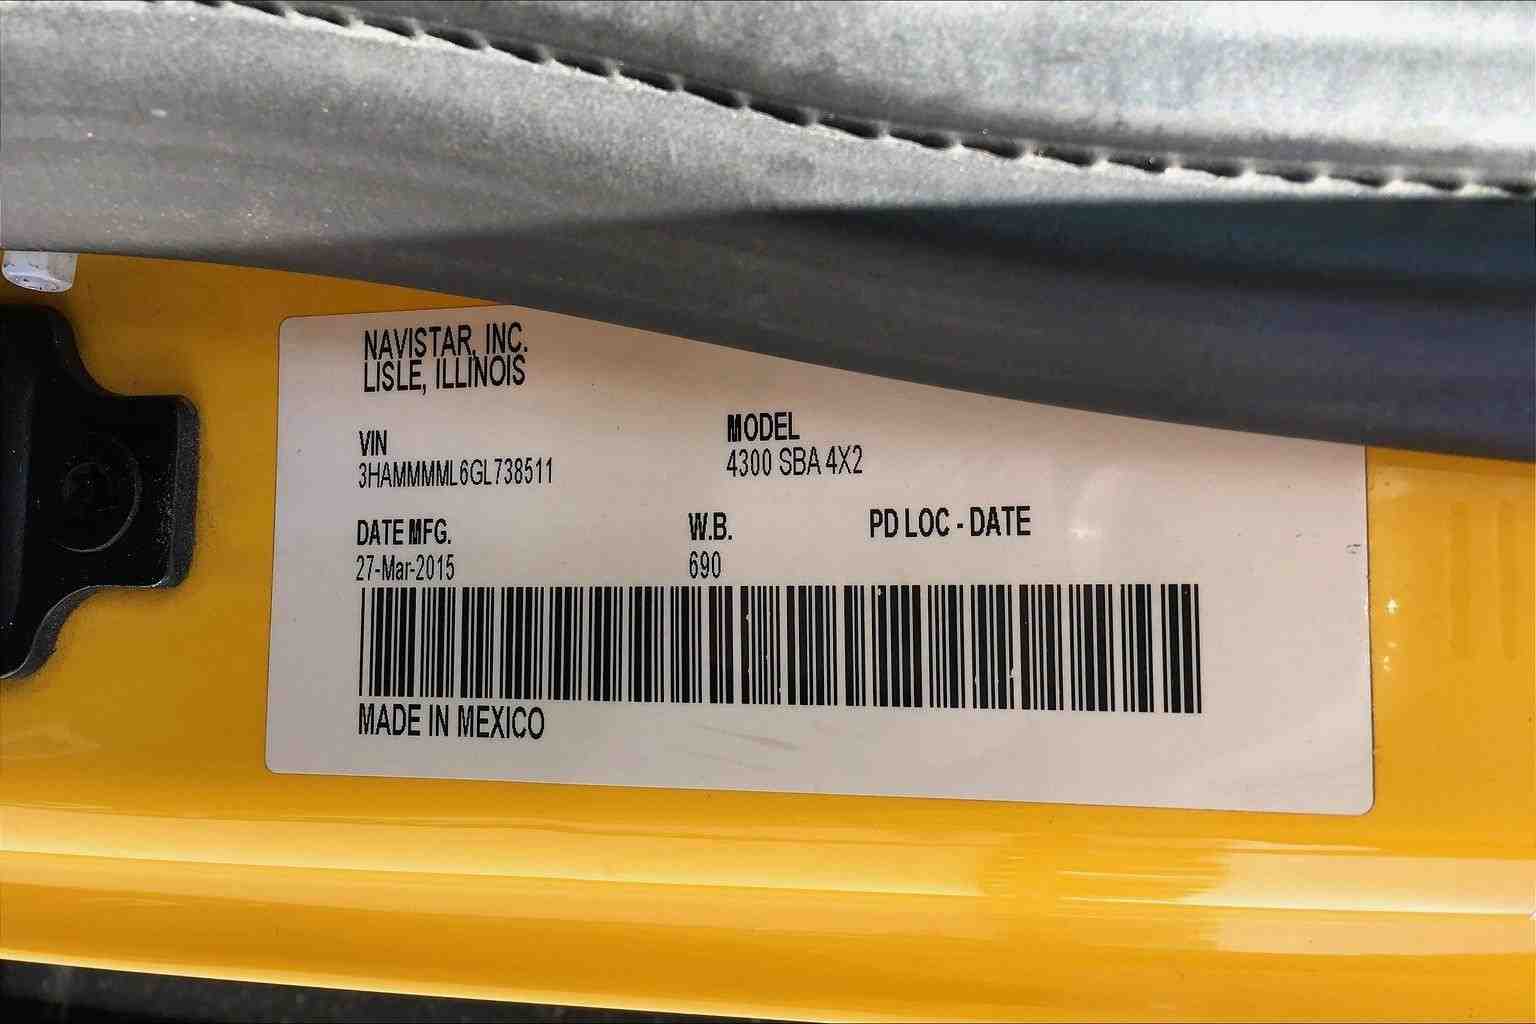 NAVISTAR, INC.
LISLE, ILLINOIS
VIN
3HAMMMML6GL738511
MODEL
4300 SBA 4X2
DATE MFG.
27-Mar-2015
W.B.
690
PD LOC - DATE
MADE IN MEXICO